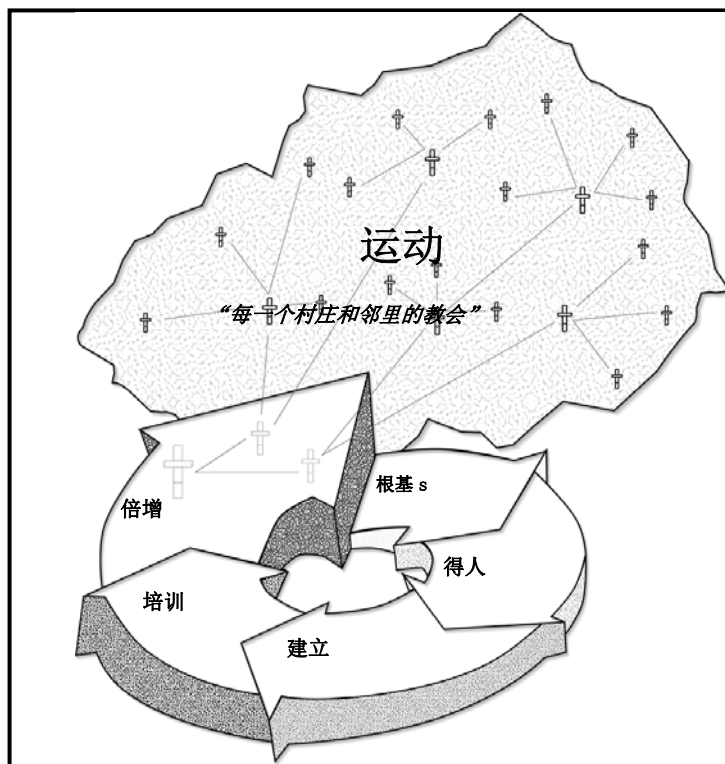 运动
“每一个村庄和邻里的教会”
根基 s
倍增
得人
培训
建立